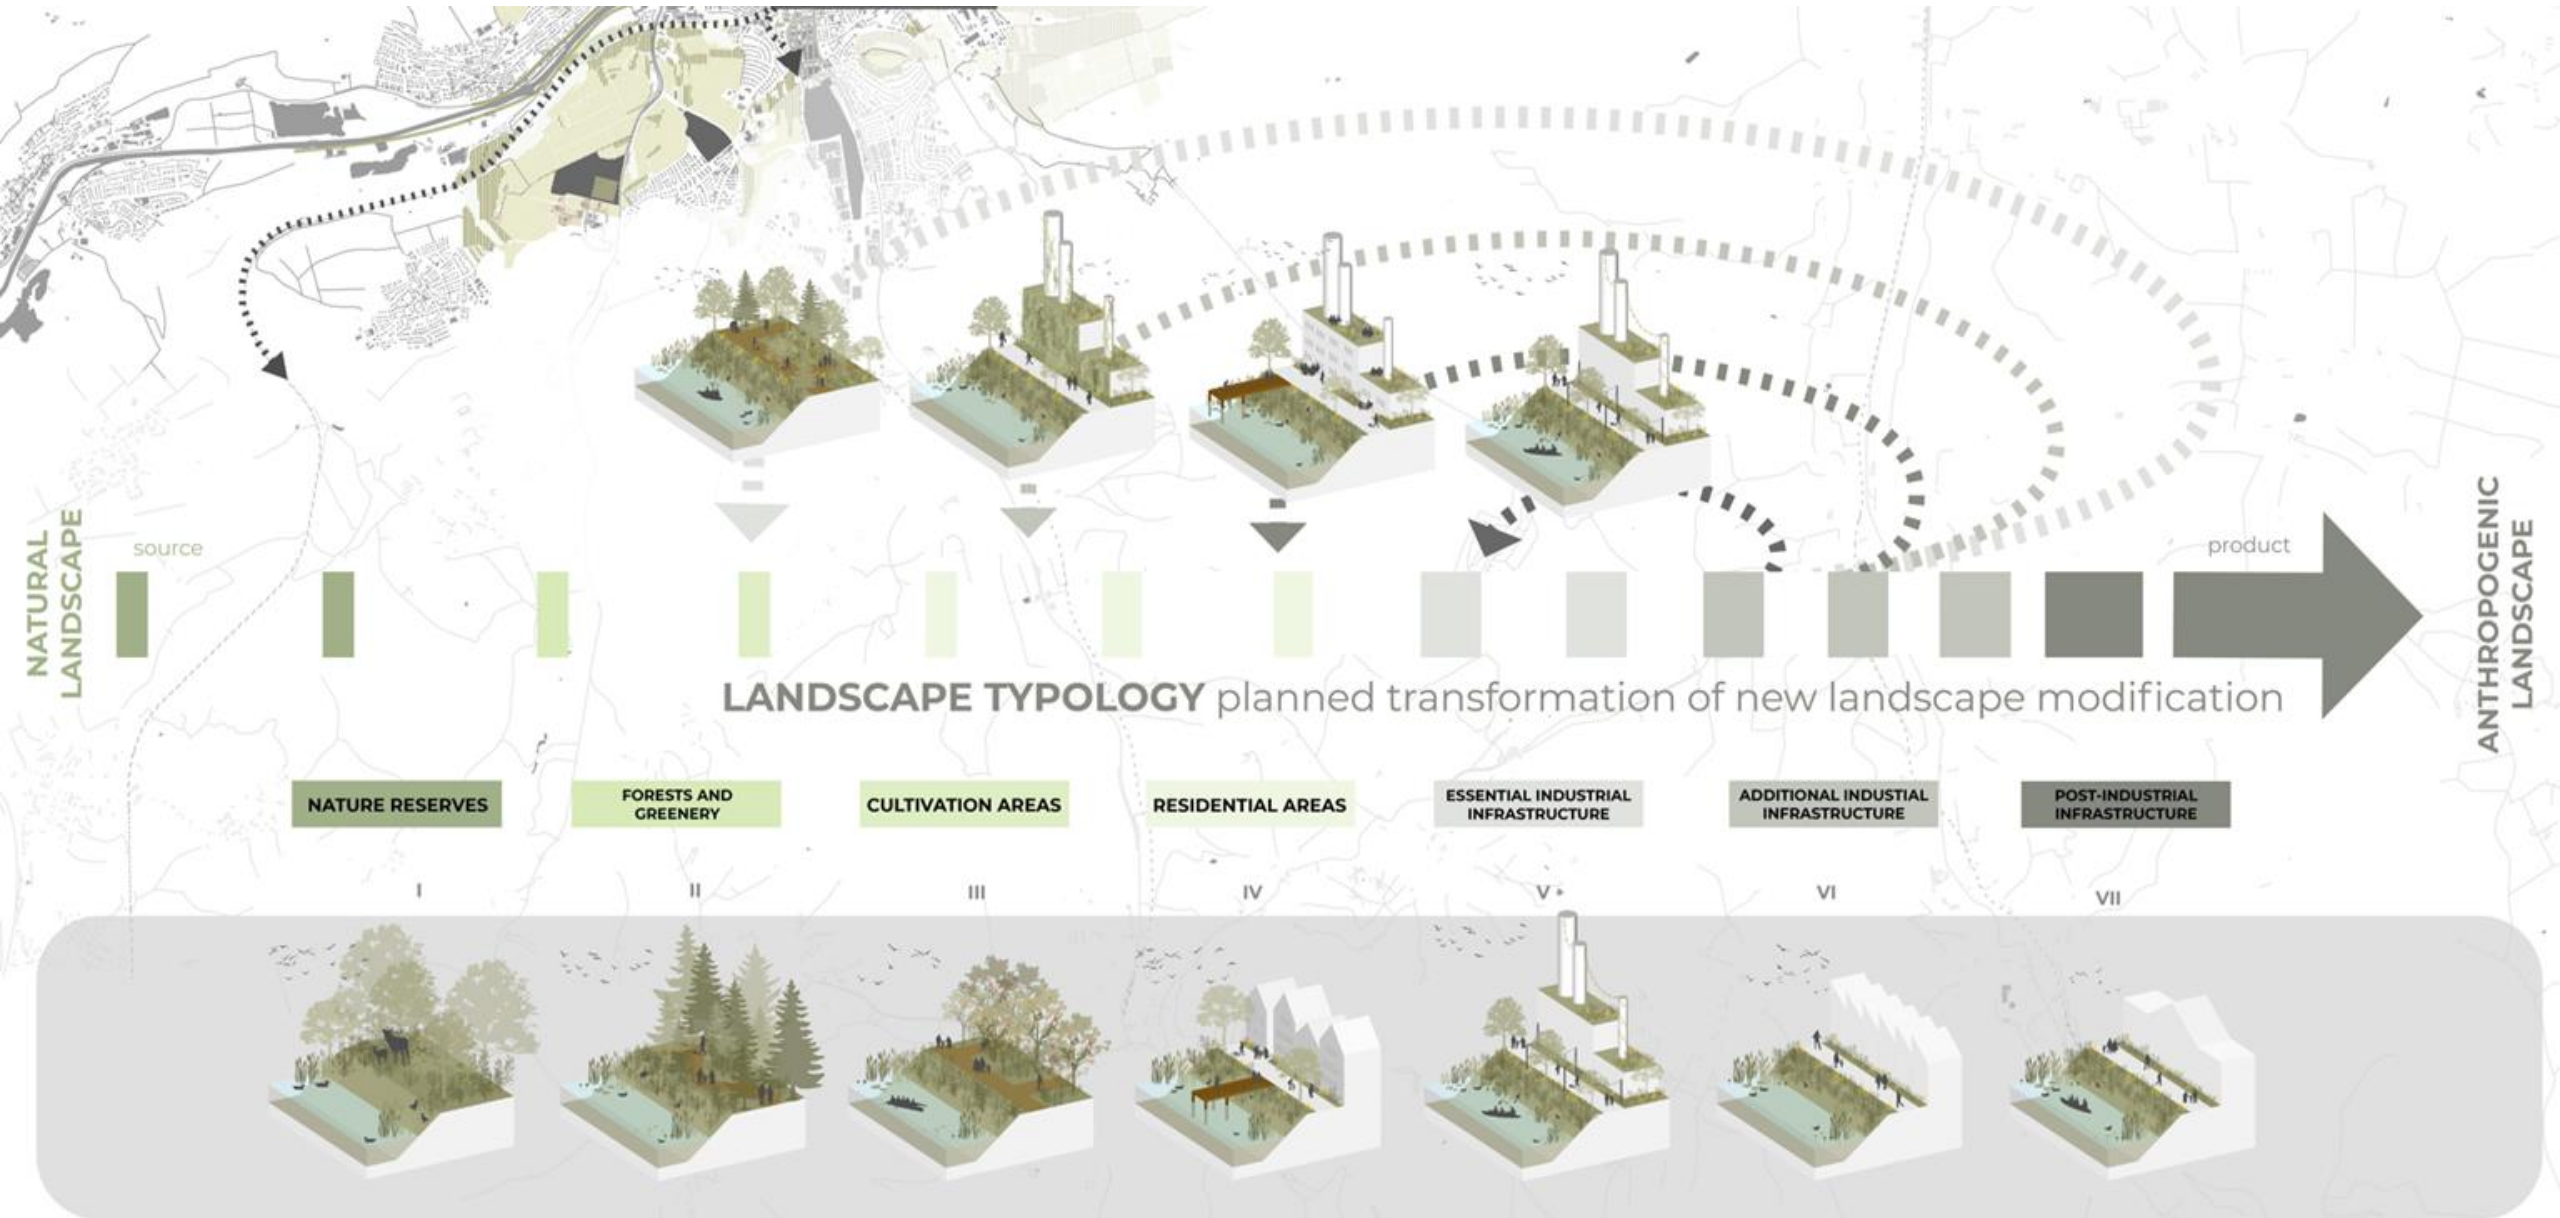 NATURAL
LANDSCAPE
source
product
ANTHROPOGENIC
LANDSCAPE
LANDSCAPE TYPOLOGY planned transformation of new landscape modification
NATURE RESERVES
FORESTS AND
GREENERY
CULTIVATION AREAS
RESIDENTIAL AREAS
ESSENTIAL INDUSTRIAL
INFRASTRUCTURE
ADDITIONAL INDUSTIAL
INFRASTRUCTURE
POST-INDUSTRIAL
INFRASTRUCTURE
I
II
III
IV
V
VI
VII